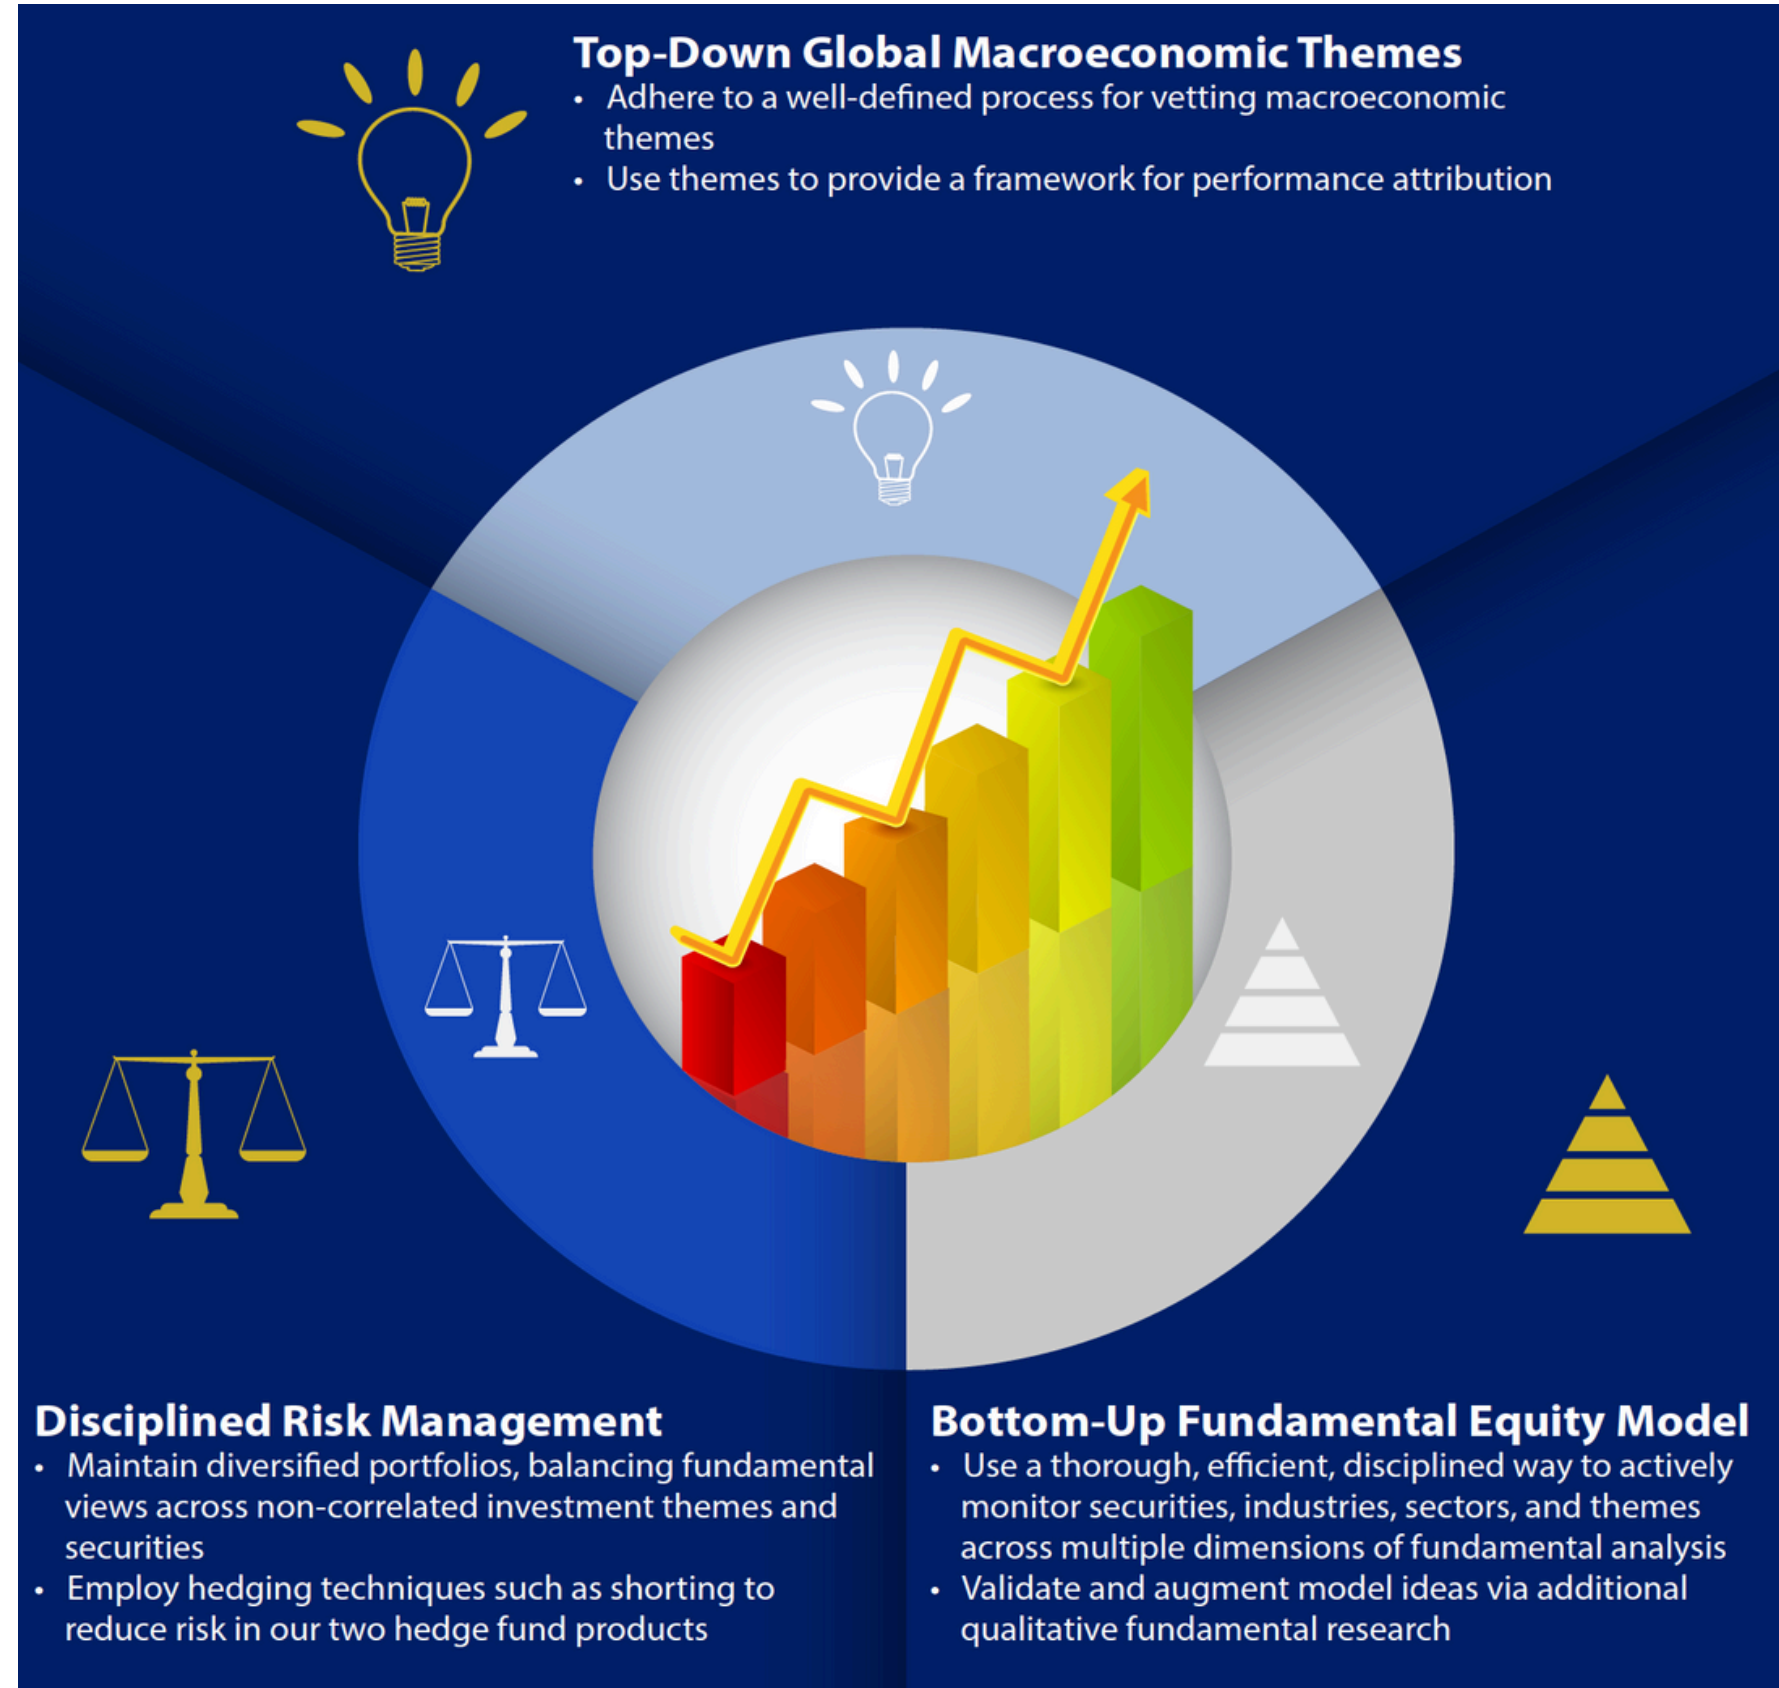 Top-Down Global Macroeconomic Themes
• Adhere to a well-defined process for vetting macroeconomic
themes
• Use themes to provide a framework for performance attribution
Disciplined Risk Management
• Maintain diversified portfolios, balancing fundamental
views across non-correlated investment themes and
securities
• Employ hedging techniques such as shorting to
reduce risk in our two hedge fund products
Bottom-Up Fundamental Equity Model
• Use a thorough, efficient, disciplined way to actively
monitor securities, industries, sectors, and themes
across multiple dimensions of fundamental analysis
• Validate and augment model ideas via additional
qualitative fundamental research